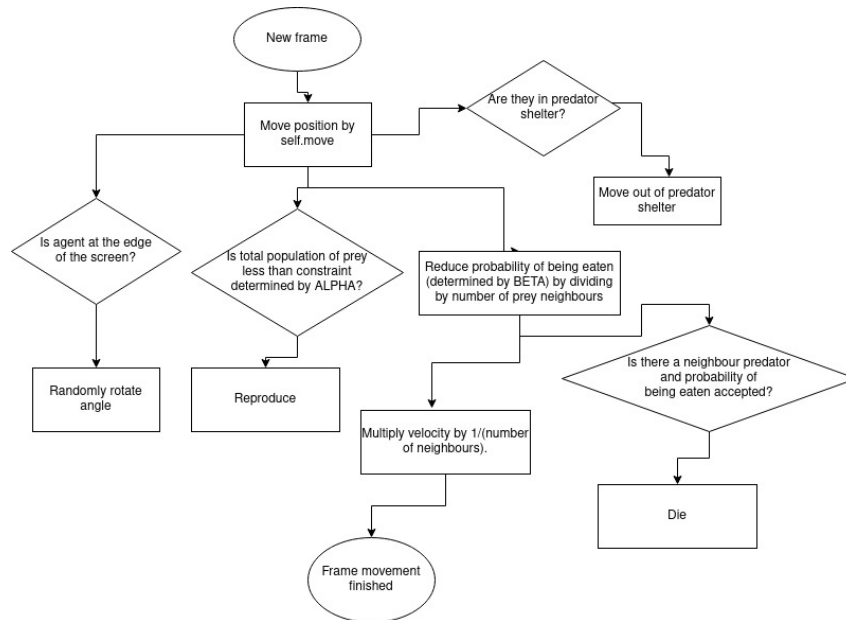 New frame
Are they in predator
shelter?
Move position by
self.move
Move out of predator
shelter
Is agent at the edge
of the screen?
Is total population of prey
less than constraint
determined by ALPHA?
Reduce probability of being eaten
(determined by BETA) by dividing
by number of prey neighbours
Is there a neighbour predator
and probability of
being eaten accepted?
Randomly rotate
angle
Reproduce
Multiply velocity by 1/(number
of neighbours).
Die
Frame movement
finished